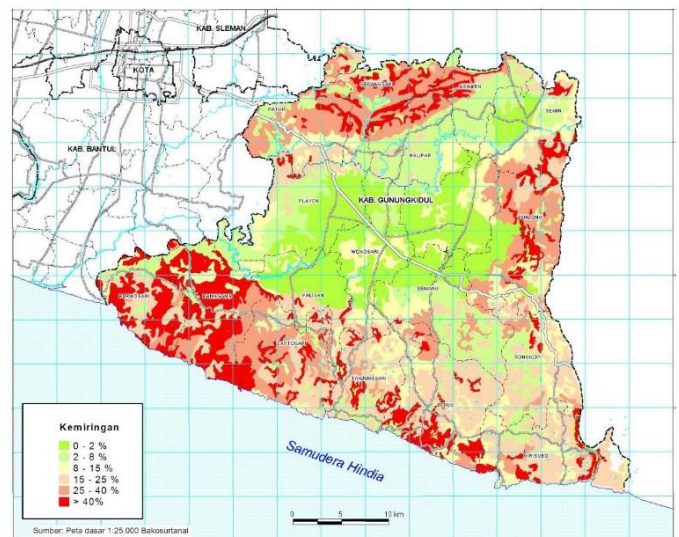 KAB. SLEMAN
KOTA
KAB. BANTUL
PATUK
GEDANGSARI
NGAWEN
SEMIN
NGLIPAR
PLAYEN
KAB. GUNUNGKIDUL
PONJONG
WONOSARI
SEMANU
PALIYAN
PURWOSARI
PANGGANG
SAPTOSARI
RONGKOP
TANJUNGSARI
TEPUS
GIRISUBO
Samudera Hindia
Kemiringan
0 - 2 %
2 - 8 %
8 - 15 %
15 - 25 %
25 - 40 %
> 40%
0 5 10 km
Sumber: Peta dasar 1:25.000 Bakosurtanal